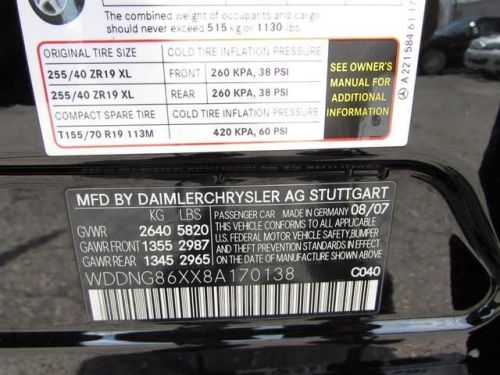 The combined weight of occupants and cargo
should never exceed 515 kg or 1130 lbs.
ORIGINAL TIRE SIZE COLD TIRE INFLATION PRESSURE
255/40 ZR19 XL FRONT 260 KPA, 38 PSI
255/40 ZR19 XL REAR 260 KPA, 38 PSI
COMPACT SPARE TIRE COLD TIRE INFLATION PRESSURE
T155/70 R19 113M 420 KPA, 60 PSI
SEE OWNER'S
MANUAL FOR
ADDITIONAL
INFORMATION
A 221 584 61 17
MFD BY DAIMLERCHRYSLER AG STUTTGART
KG LBS
GVWR 2640 5820
GAWR FRONT 1355 2987
GAWR REAR 1345 2965
PASSENGER CAR MADE IN GERMANY 08/07
THIS VEHICLE CONFORMS TO ALL APPLICABLE
U.S. FEDERAL MOTOR VEHICLE SAFETY, BUMPER
AND THEFT PREVENTION STANDARDS IN EFFECT
ON THE DATE OF MANUFACTURE SHOWN ABOVE
WDDNG86XX8A170138 C040